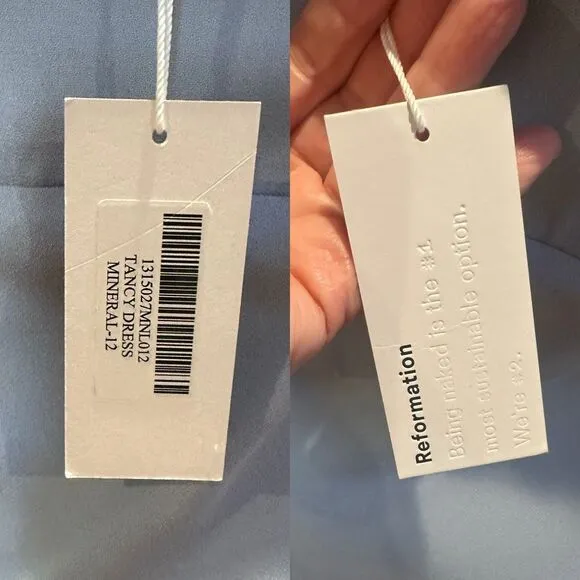 1315027MNL012
TANCY DRESS
MINERAL-12
Reformation
Being naked is the #1
most sustainable option.
We're #2.